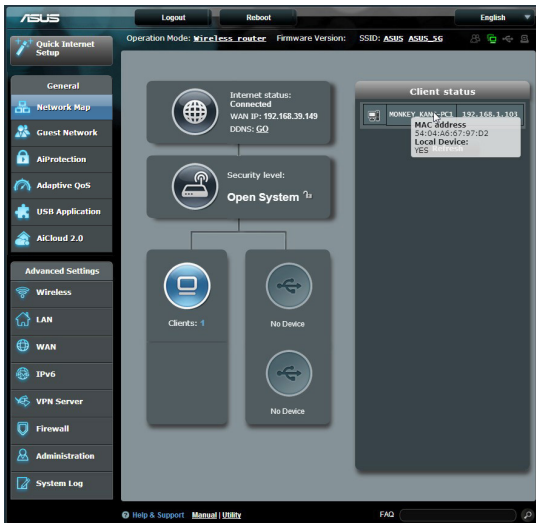 ASUS
Logout
Reboot
English
Quick Internet
Setup
Operation Mode: Wireless router Firmware Version: SSID: ASUS ASUS_5G
General
Network Map
Guest Network
AiProtection
Adaptive QoS
USB Application
AiCloud 2.0
Advanced Settings
Wireless
LAN
WAN
IPv6
VPN Server
Firewall
Administration
System Log
Internet status:
Connected
WAN IP: 192.168.39.149
DDNS: GO
Security level:
Open System
Clients: 1
No Device
No Device
Client status
192.168.1.103
MAC address
54:04:A6:67:97:D2
Local Device:
YES
Refresh
Help & Support Manual | Utility
FAQ